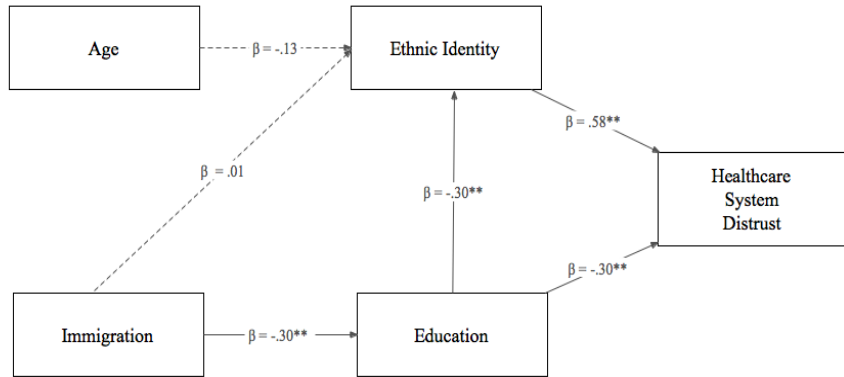 Age
β = -.13
Ethnic Identity
β = .58**
β = .01
β = -.30**
Healthcare
System
Distrust
β = -.30**
Immigration
β = -.30**
Education